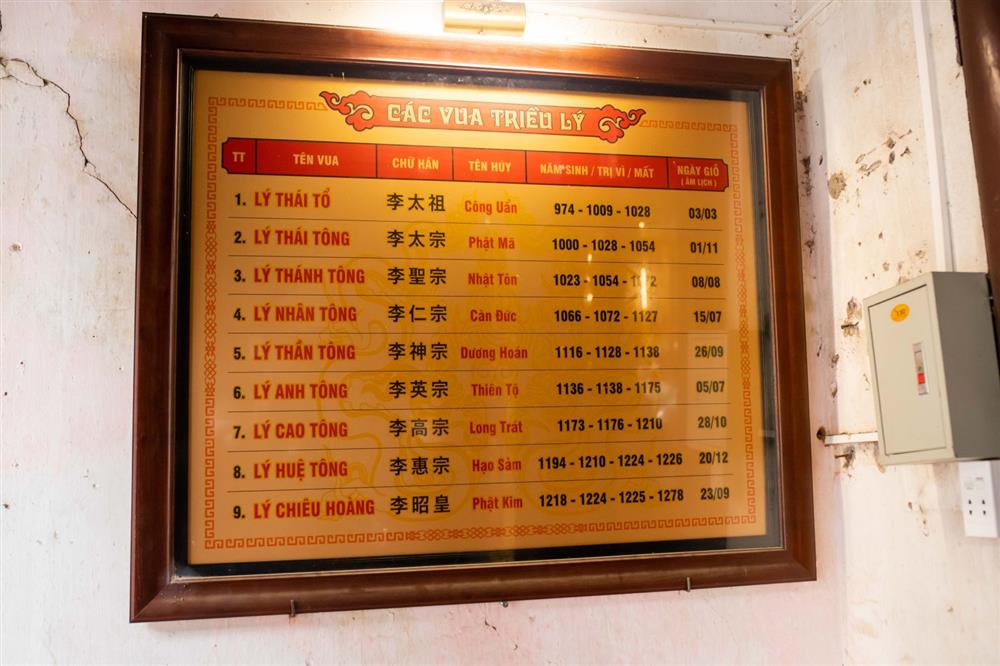 CÁC VUA TRIỀU LÝ
TT TÊN VUA CHỮ HÁN TÊN HÚY NĂM SINH / TRỊ VÌ / MẤT NGÀY GIỖ
( ÂM LỊCH )
1. LÝ THÁI TỔ 李太祖 Công Uẩn 974 - 1009 - 1028 03/03
2. LÝ THÁI TÔNG 李太宗 Phật Mã 1000 - 1028 - 1054 01/11
3. LÝ THÁNH TÔNG 李聖宗 Nhật Tôn 1023 - 1054 - 1072 08/08
4. LÝ NHÂN TÔNG 李仁宗 Càn Đức 1066 - 1072 - 1127 15/07
5. LÝ THẦN TÔNG 李神宗 Dương Hoán 1116 - 1128 - 1138 26/09
6. LÝ ANH TÔNG 李英宗 Thiên Tộ 1136 - 1138 - 1175 05/07
7. LÝ CAO TÔNG 李高宗 Long Trát 1173 - 1176 - 1210 28/10
8. LÝ HUỆ TÔNG 李惠宗 Hạo Sảm 1194 - 1210 - 1224 - 1226 20/12
9. LÝ CHIÊU HOÀNG 李昭皇 Phật Kim 1218 - 1224 - 1225 - 1278 23/09